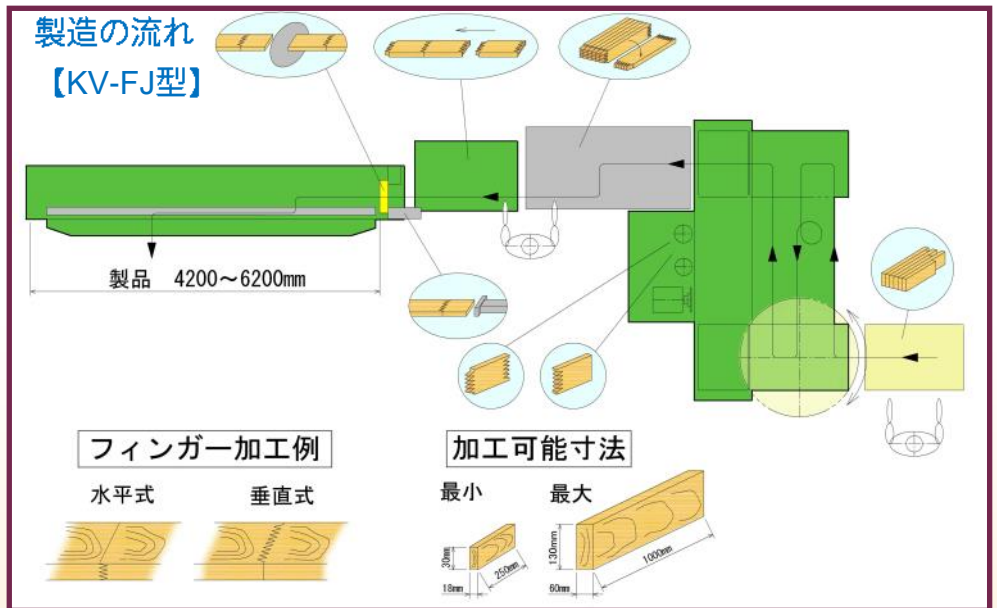 製造の流れ
【KV-FJ型】
製品 4200～6200mm
フィンガー加工例
水平式 垂直式
加工可能寸法
最小 最大
30mm
18mm
250mm
130mm
60mm
1000mm